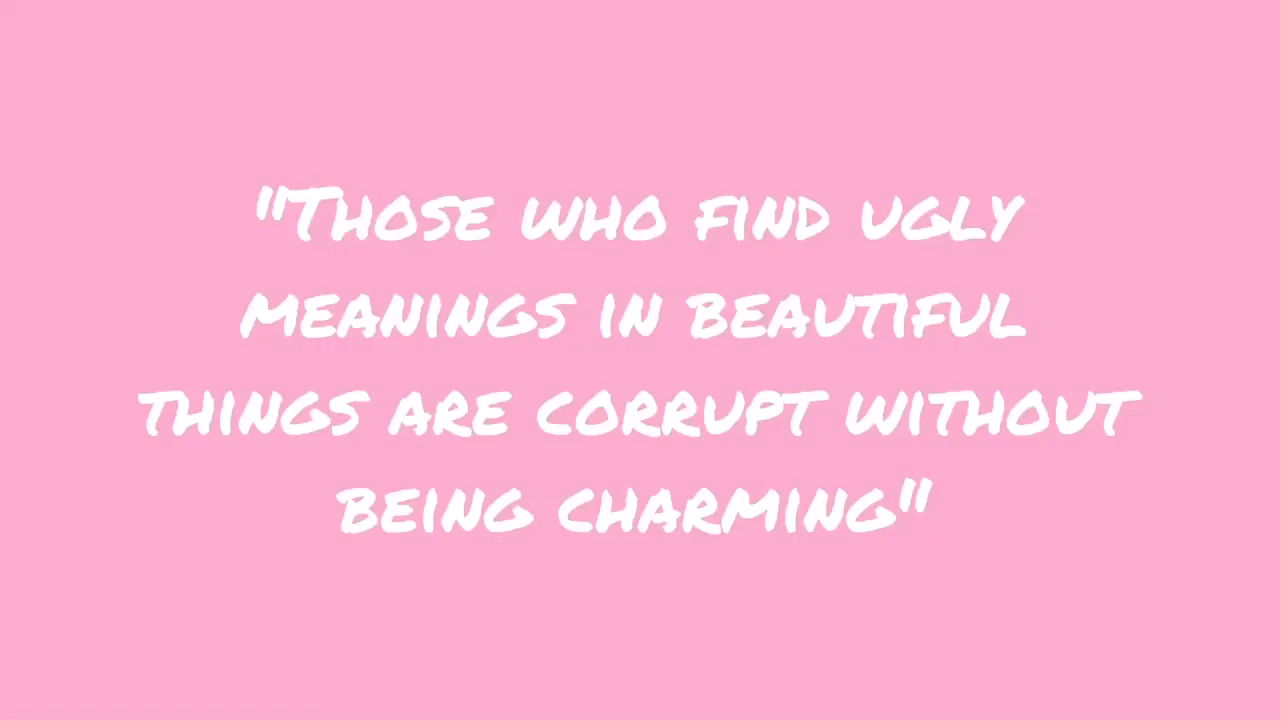 "Those who find ugly
meanings in beautiful
things are corrupt without
being charming"